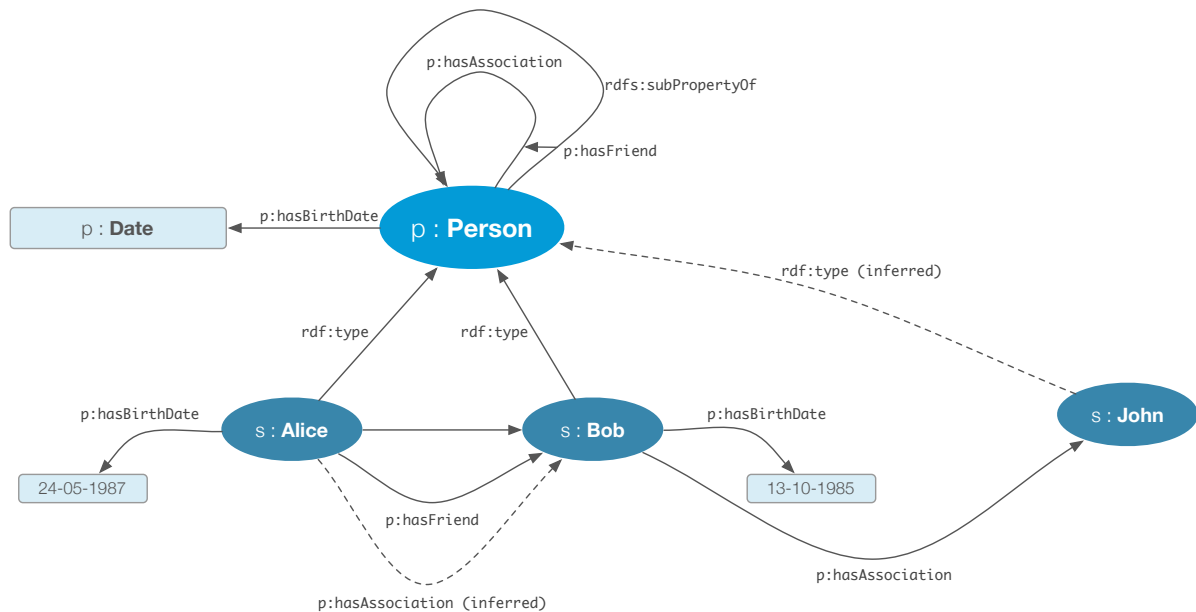 p:hasAssociation
rdfs:subPropertyOf
p:hasFriend
p:hasBirthDate
p : Date
p : Person
rdf:type (inferred)
rdf:type
rdf:type
p:hasBirthDate
p:hasBirthDate
s : Alice
s : Bob
s : John
24-05-1987
13-10-1985
p:hasFriend
p:hasAssociation
p:hasAssociation (inferred)